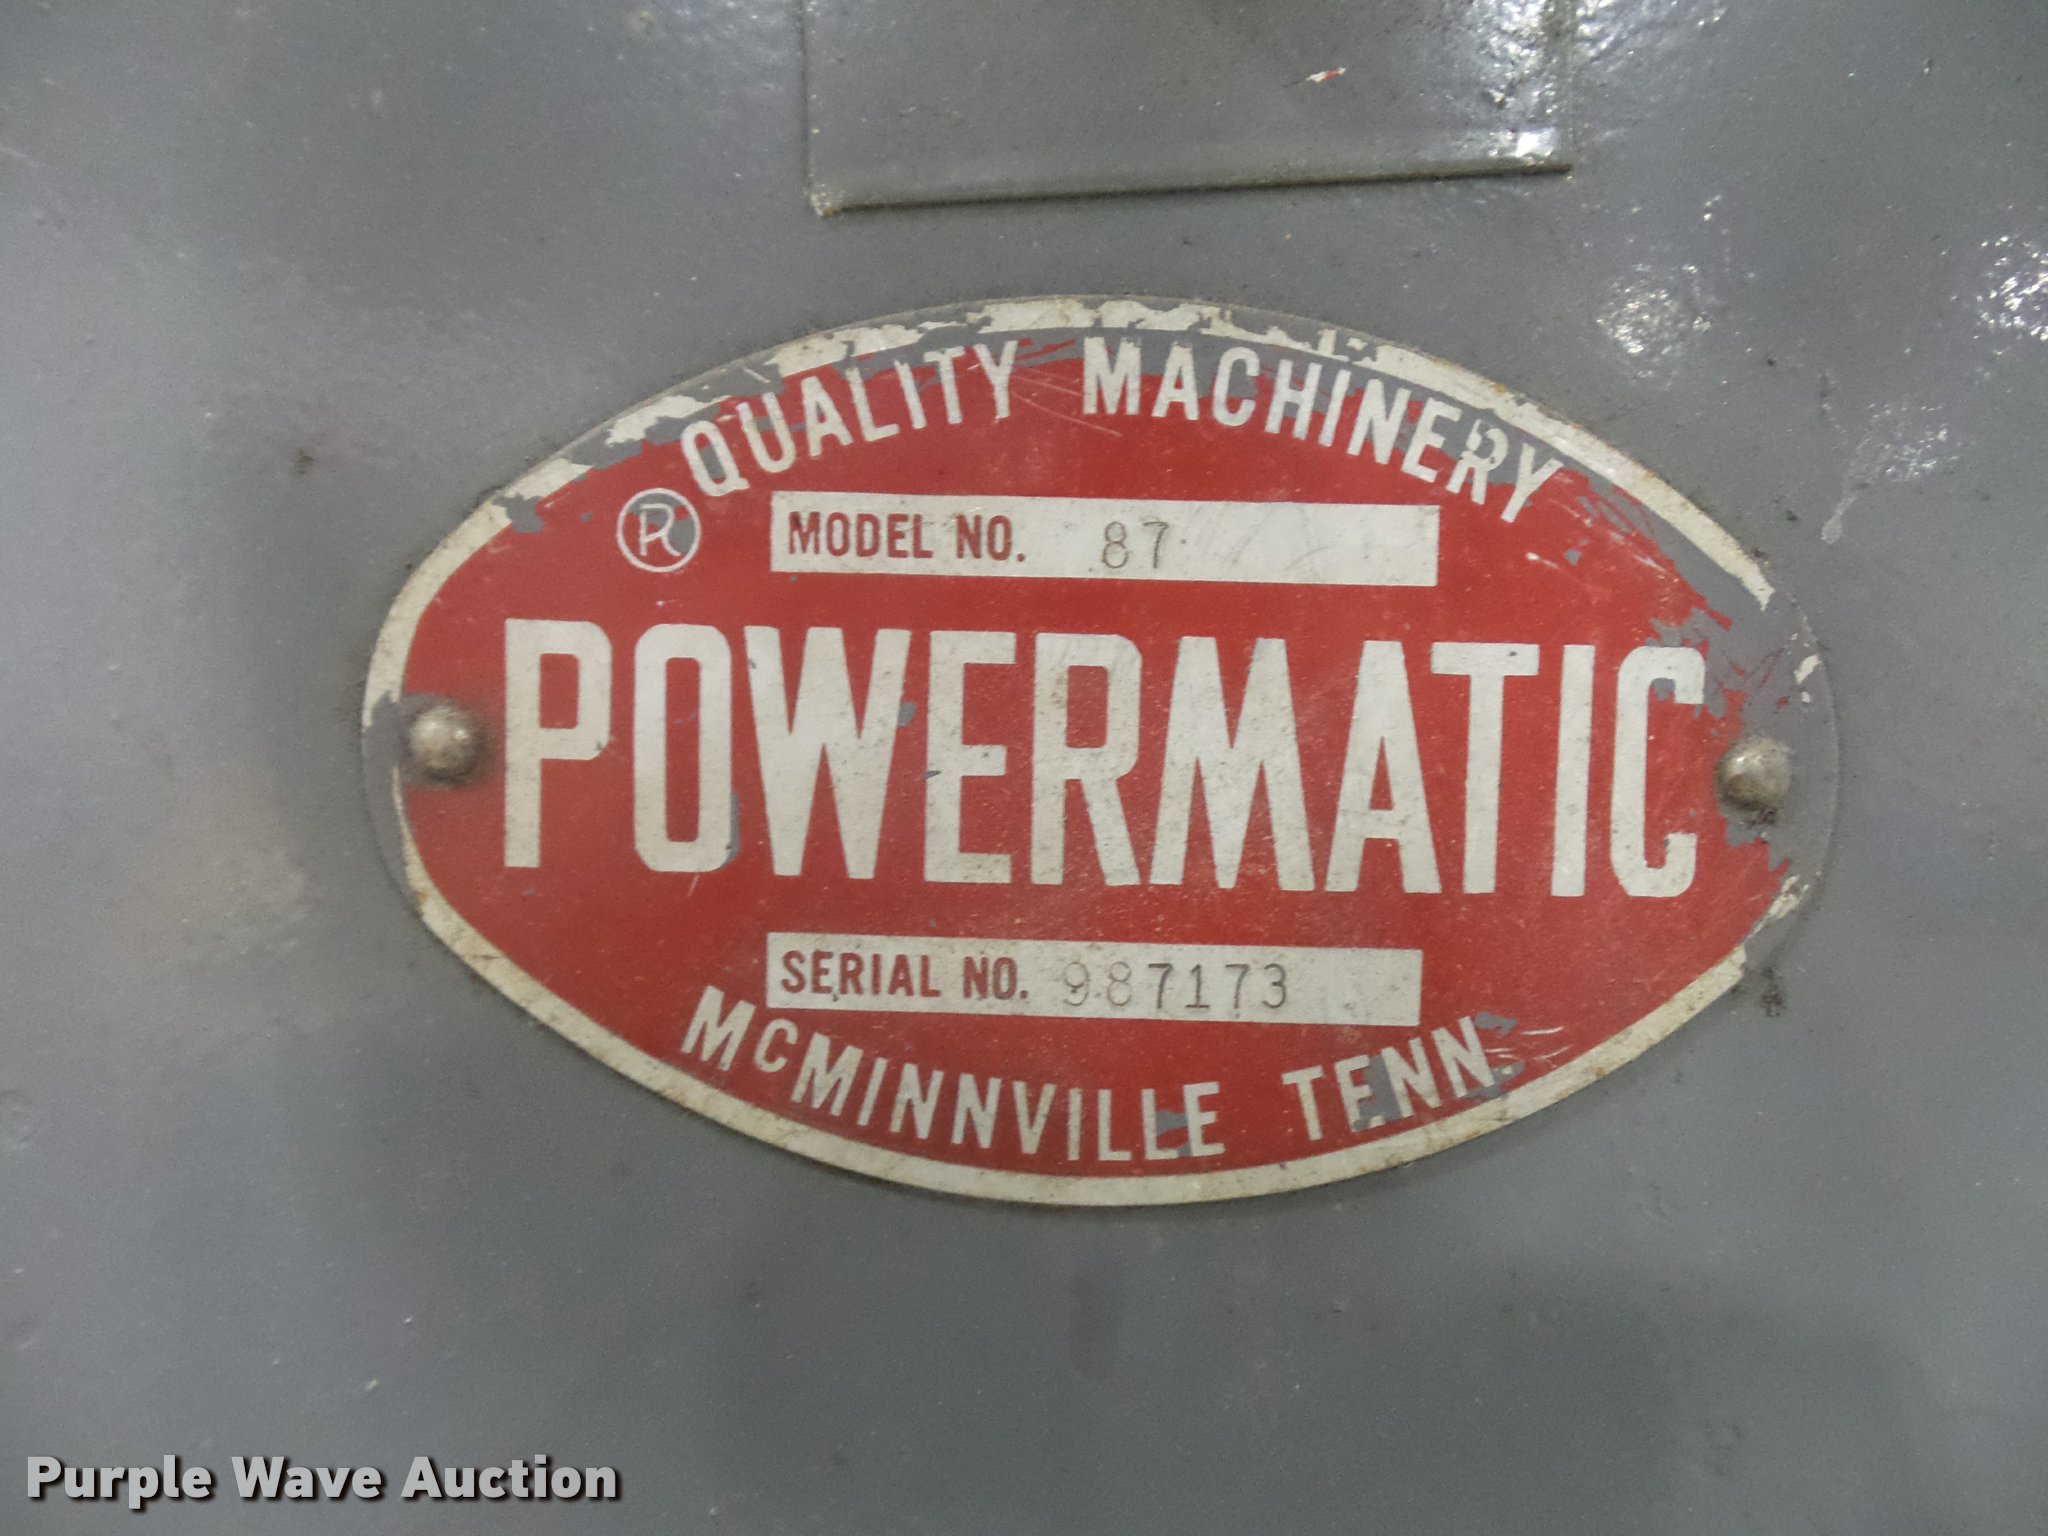 QUALITY MACHINERY
®
MODEL NO. 87
POWERMATIC
SERIAL NO. 987173
McMINNVILLE TENN.
Purple Wave Auction